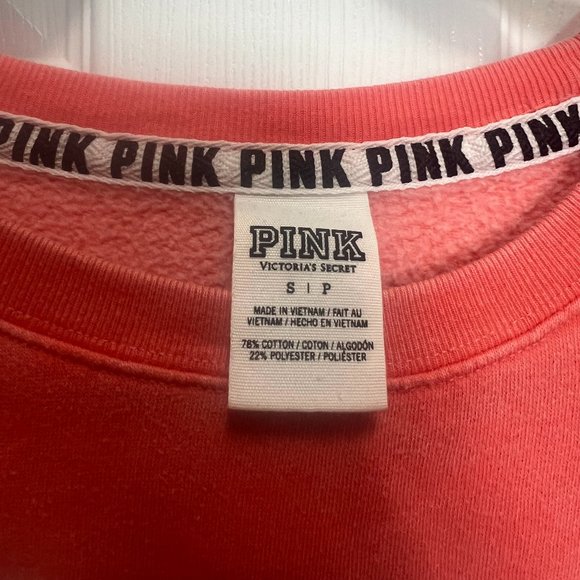 PINK PINK PINK PINK PINK
PINK
VICTORIA'S SECRET
S | P
MADE IN VIETNAM / FAIT AU
VIETNAM / HECHO EN VIETNAM
78% COTTON / COTON / ALGODÓN
22% POLYESTER / POLIÉSTER